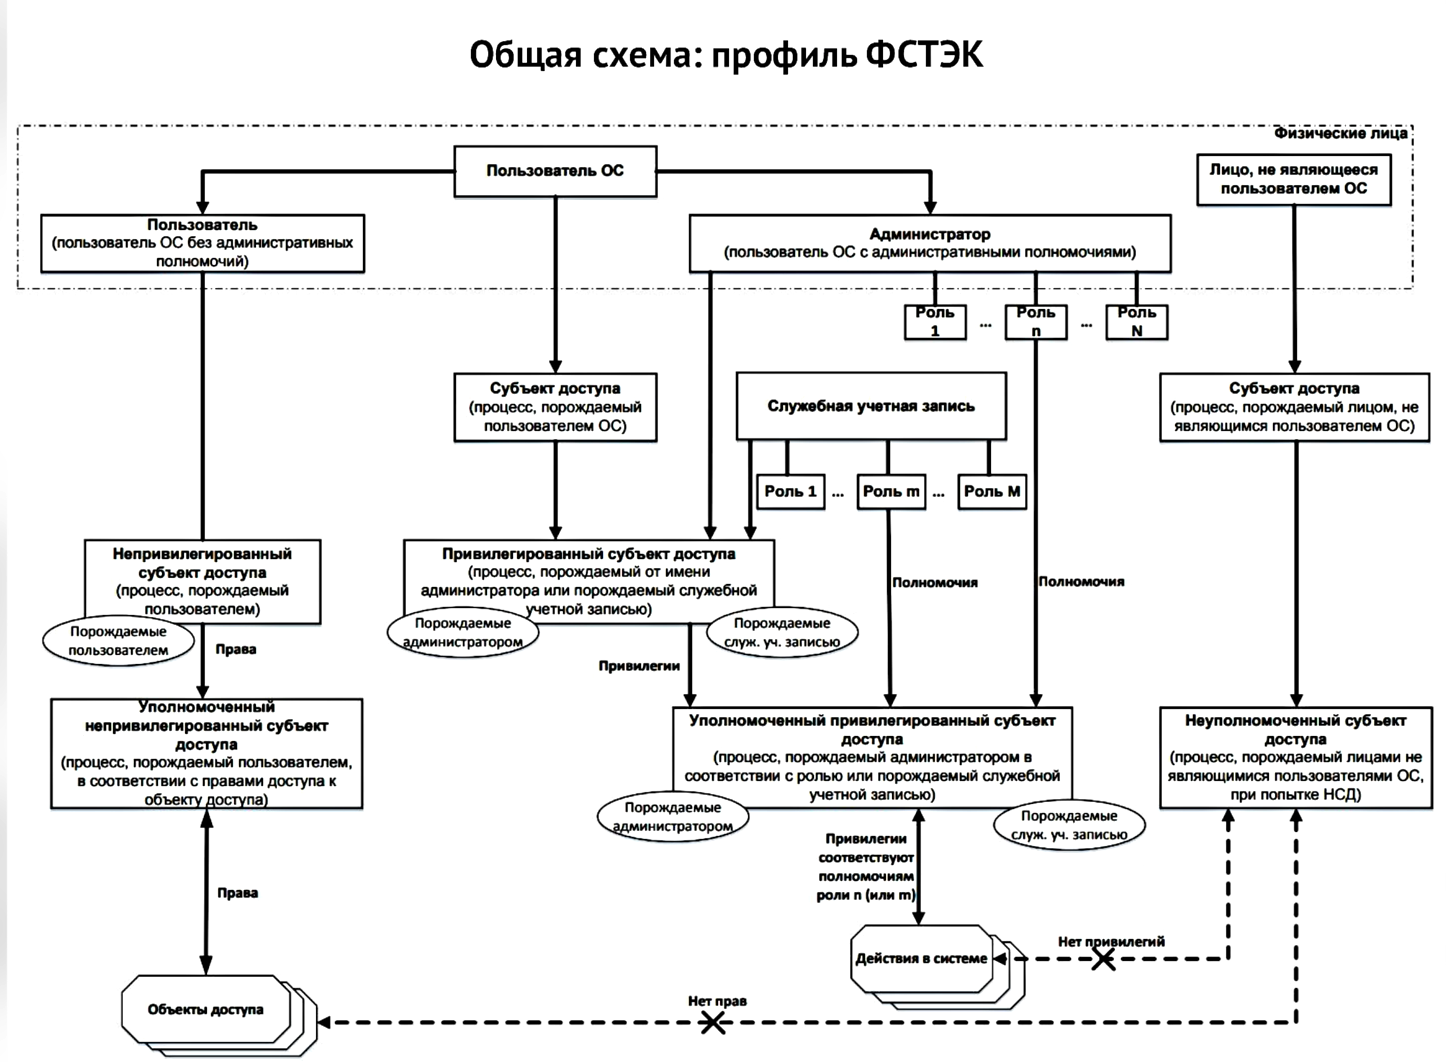 Общая схема: профиль ФСТЭК
Физические лица
Пользователь ОС
Лицо, не являющееся
пользователем ОС
Пользователь
(пользователь ОС без административных
полномочий)
Администратор
(пользователь ОС с административными полномочиями)
Роль
1
...
Роль
n
...
Роль
N
Субъект доступа
(процесс, порождаемый
пользователем ОС)
Служебная учетная запись
Субъект доступа
(процесс, порождаемый лицом, не
являющимся пользователем ОС)
Роль 1
...
Роль m
...
Роль M
Непривилегированный
субъект доступа
(процесс, порождаемый
пользователем)
Порождаемые
пользователем
Права
Привилегированный субъект доступа
(процесс, порождаемый от имени
администратора или порождаемый служебной
учетной записью)
Порождаемые
администратором
Порождаемые
служ. уч. записью
Полномочия
Полномочия
Привилегии
Уполномоченный
непривилегированный субъект
доступа
(процесс, порождаемый пользователем,
в соответствии с правами доступа к
объекту доступа)
Уполномоченный привилегированный субъект
доступа
(процесс, порождаемый администратором в
соответствии с ролью или порождаемый служебной
учетной записью)
Порождаемые
администратором
Порождаемые
служ. уч. записью
Неуполномоченный субъект
доступа
(процесс, порождаемый лицами не
являющимися пользователями ОС,
при попытке НСД)
Права
Привилегии
соответствуют
полномочиям
роли n (или m)
Действия в системе
Нет привилегий
Объекты доступа
Нет прав